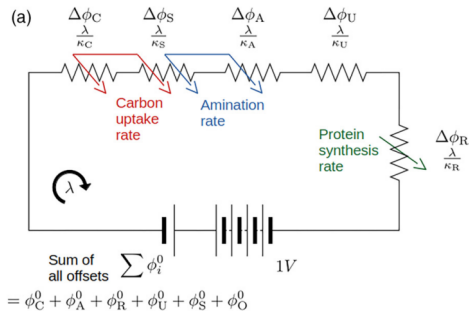 (a)
Δϕ_C Δϕ_S Δϕ_A Δϕ_U
λ/κ_C λ/κ_S λ/κ_A λ/κ_U
Carbon uptake rate
Amination rate
Protein synthesis rate
Δϕ_R
λ/κ_R
λ
Sum of all offsets
∑ ϕ_i^0
1V
= ϕ_C^0 + ϕ_A^0 + ϕ_R^0 + ϕ_U^0 + ϕ_S^0 + ϕ_O^0